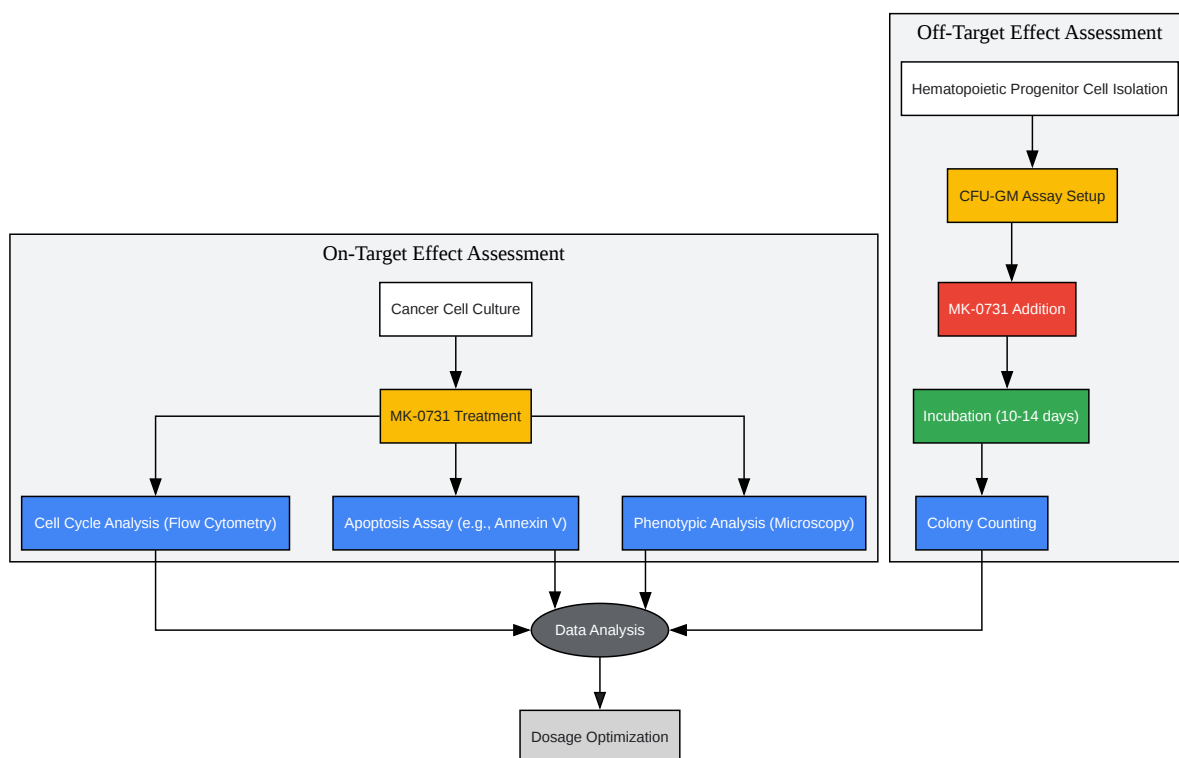 Off-Target Effect Assessment
Hematopoietic Progenitor Cell Isolation
CFU-GM Assay Setup
On-Target Effect Assessment
Cancer Cell Culture
MK-0731 Addition
MK-0731 Treatment
Incubation (10-14 days)
Cell Cycle Analysis (Flow Cytometry)
Apoptosis Assay (e.g., Annexin V)
Phenotypic Analysis (Microscopy)
Colony Counting
Data Analysis
Dosage Optimization